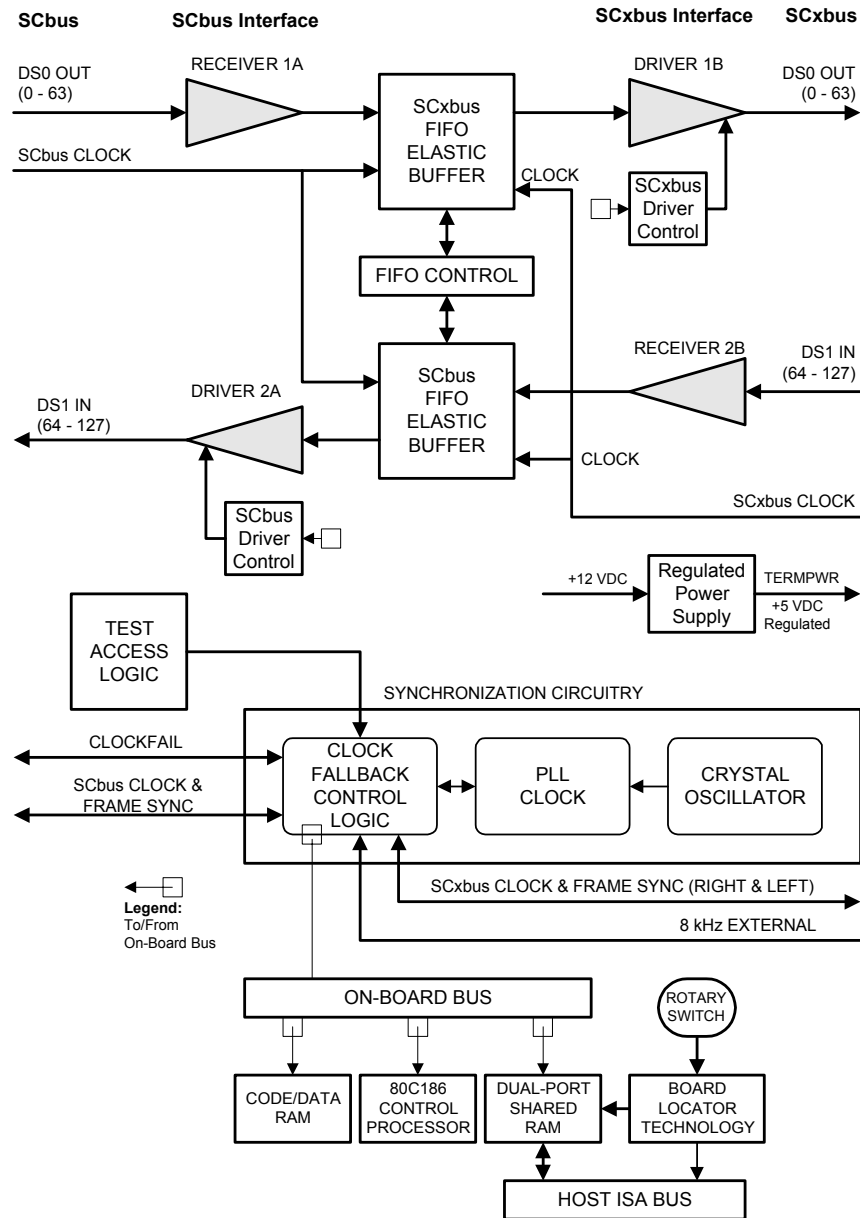 SCbus
SCbus Interface
SCxbus Interface
SCxbus
DS0 OUT
(0 - 63)
RECEIVER 1A
SCxbus
FIFO
ELASTIC
BUFFER
DRIVER 1B
DS0 OUT
(0 - 63)
SCbus CLOCK
CLOCK
SCxbus
Driver
Control
FIFO CONTROL
DS1 IN
(64 - 127)
DRIVER 2A
SCbus
FIFO
ELASTIC
BUFFER
RECEIVER 2B
DS1 IN
(64 - 127)
CLOCK
SCxbus CLOCK
SCbus
Driver
Control
+12 VDC
Regulated
Power
Supply
TERMPWR
+5 VDC
Regulated
TEST
ACCESS
LOGIC
SYNCHRONIZATION CIRCUITRY
CLOCKFAIL
SCbus CLOCK &
FRAME SYNC
CLOCK
FALLBACK
CONTROL
LOGIC
PLL
CLOCK
CRYSTAL
OSCILLATOR
SCxbus CLOCK & FRAME SYNC (RIGHT & LEFT)
8 kHz EXTERNAL
Legend:
To/From
On-Board Bus
ON-BOARD BUS
ROTARY
SWITCH
CODE/DATA
RAM
80C186
CONTROL
PROCESSOR
DUAL-PORT
SHARED
RAM
BOARD
LOCATOR
TECHNOLOGY
HOST ISA BUS